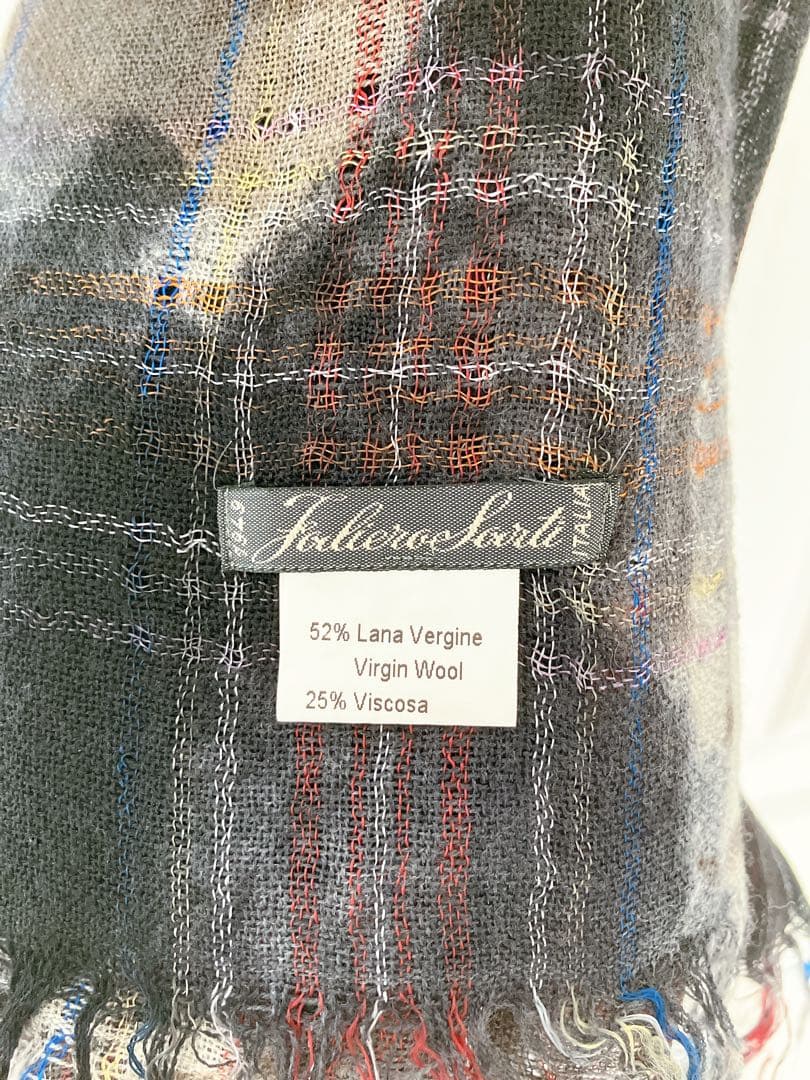 1949 Faliero Sarti ITALIA
52% Lana Vergine
Virgin Wool
25% Viscosa